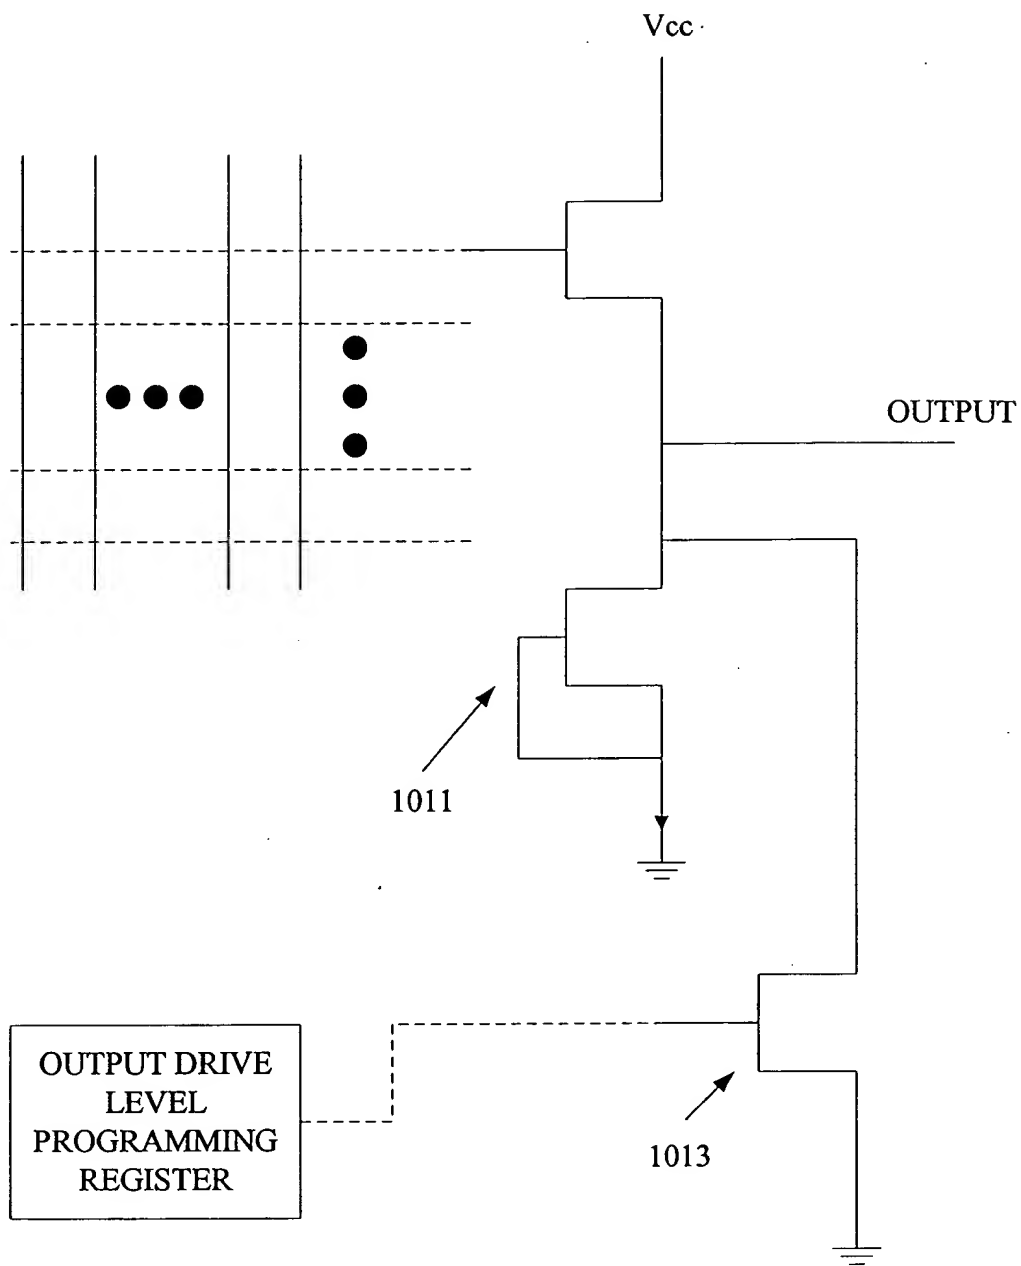 Vcc
OUTPUT
1011
OUTPUT DRIVE
LEVEL
PROGRAMMING
REGISTER
1013